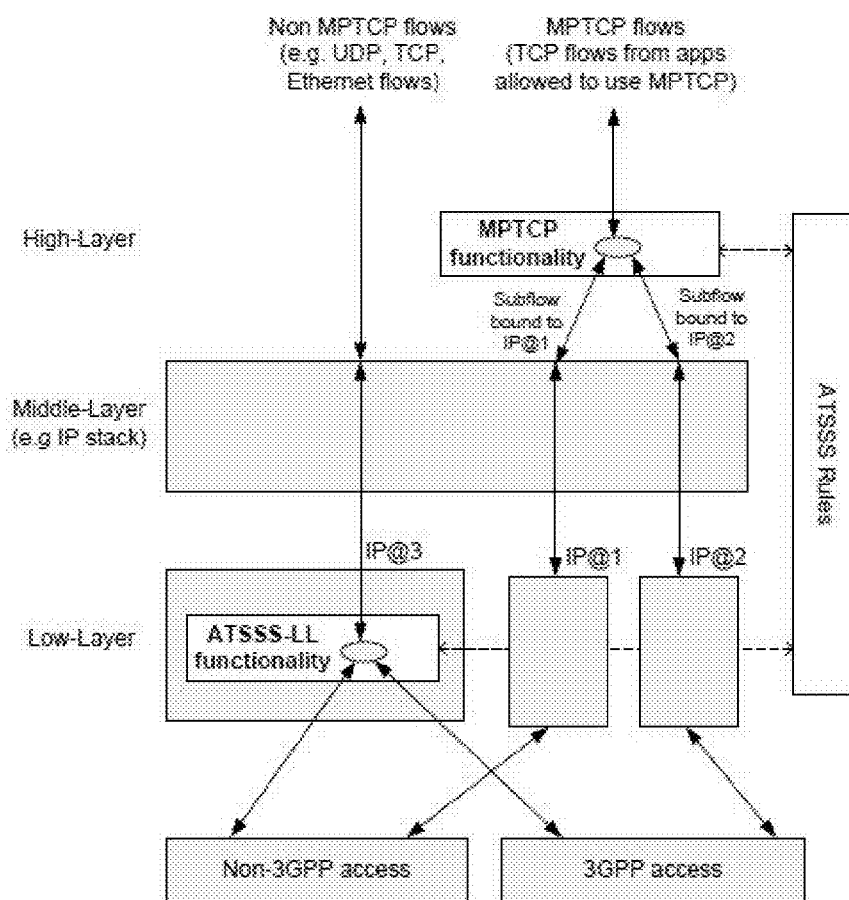 Non MPTCP flows
(e.g. UDP, TCP,
Ethernet flows)
MPTCP flows
(TCP flows from apps
allowed to use MPTCP)
High-Layer
MPTCP
functionality
Subflow
bound to
IP@1
Subflow
bound to
IP@2
Middle-Layer
(e.g IP stack)
ATSSS Rules
IP@3
IP@1
IP@2
Low-Layer
ATSSS-LL
functionality
Non-3GPP access
3GPP access